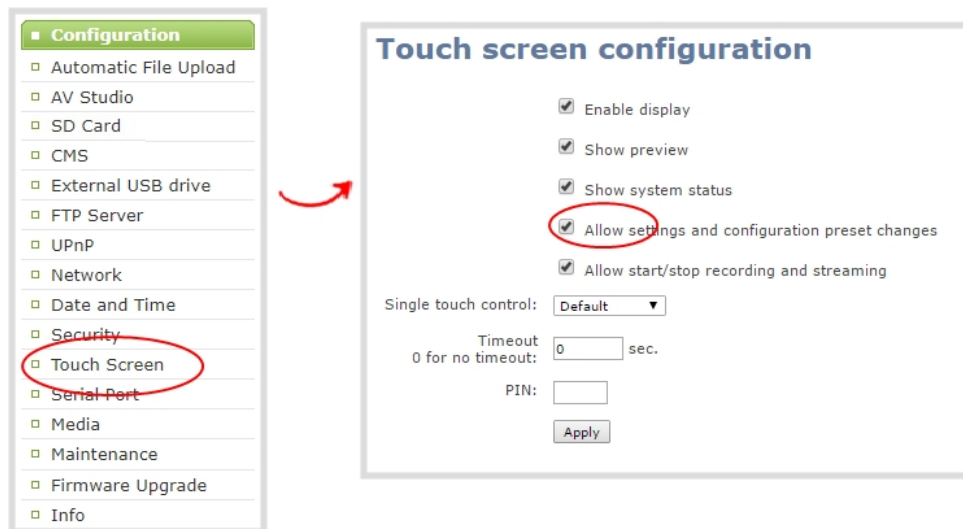 Configuration
Automatic File Upload
AV Studio
SD Card
CMS
External USB drive
FTP Server
UPnP
Network
Date and Time
Security
Touch Screen
Serial Port
Media
Maintenance
Firmware Upgrade
Info
Touch screen configuration
Enable display
Show preview
Show system status
Allow settings and configuration preset changes
Allow start/stop recording and streaming
Single touch control: Default
Timeout
0 for no timeout: 0 sec.
PIN:
Apply